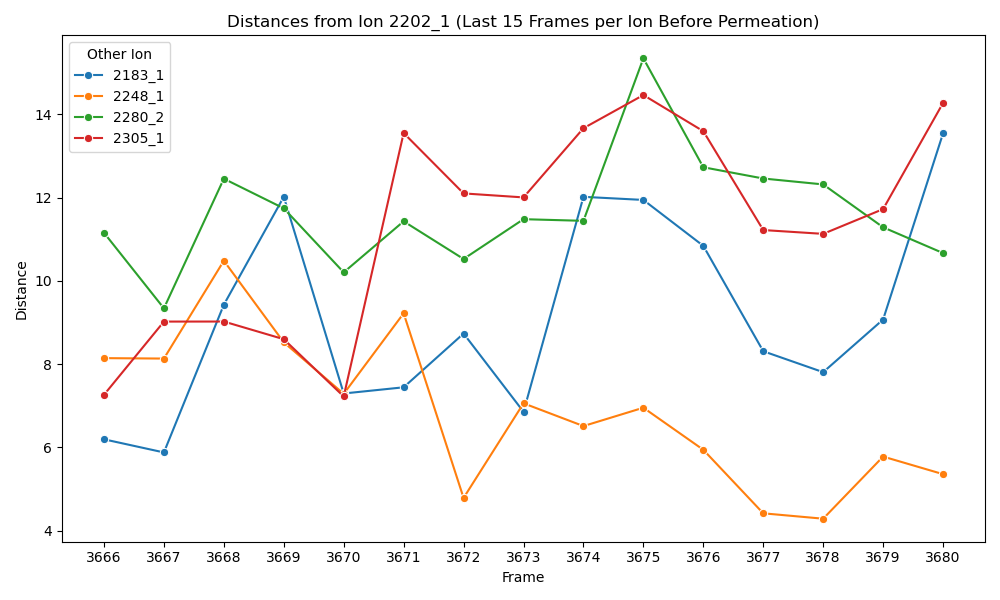 Distances from Ion 2202_1 (Last 15 Frames per Ion Before Permeation)
Other Ion
2183_1
2248_1
2280_2
2305_1
Distance
14
12
10
8
6
4
3666 3667 3668 3669 3670 3671 3672 3673 3674 3675 3676 3677 3678 3679 3680
Frame